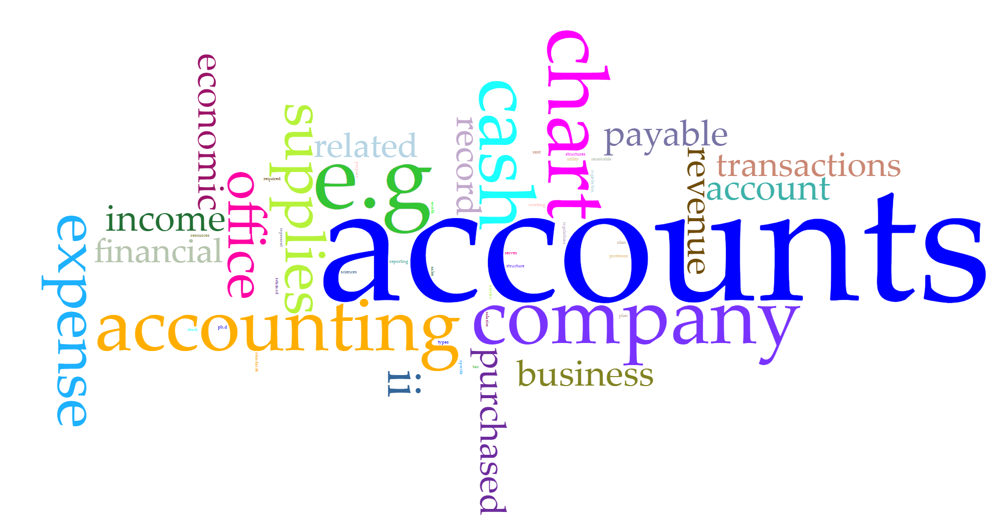 chart
economic
cash
supplies
record
payable
related
e.g
revenue
rent
structures
utility
receivable
transactions
purpose
required
registration
office
account
working
worth
income
accounts
expense
resources
financial
represent
regulations
ulan
serves
professor
reporting
structure
sales
sciences
retained
service
accounting
company
salaries
plan
stock
ph.d
types
purchased
standards
specific
tax
business
ii